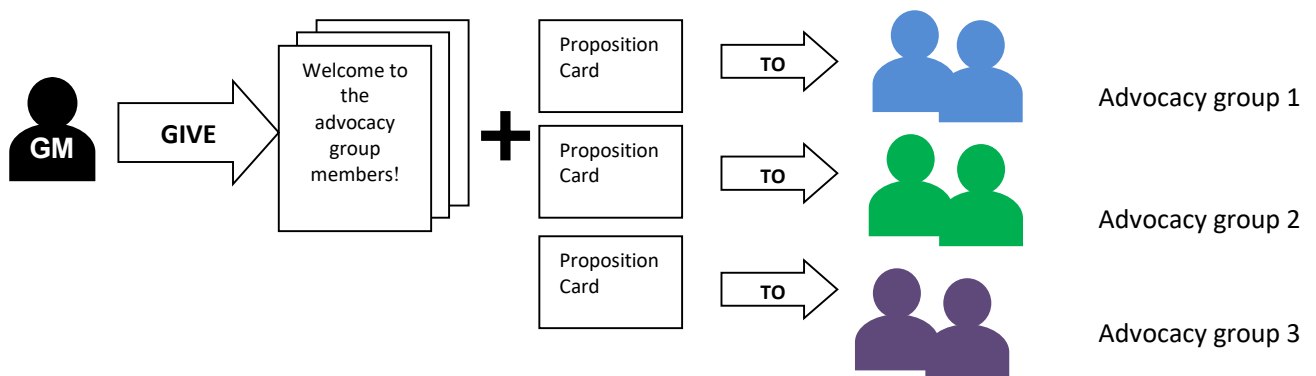 GM
GIVE
Welcome to
the
advocacy
group
members!
Proposition
Card
TO
Advocacy group 1
Proposition
Card
TO
Advocacy group 2
Proposition
Card
TO
Advocacy group 3